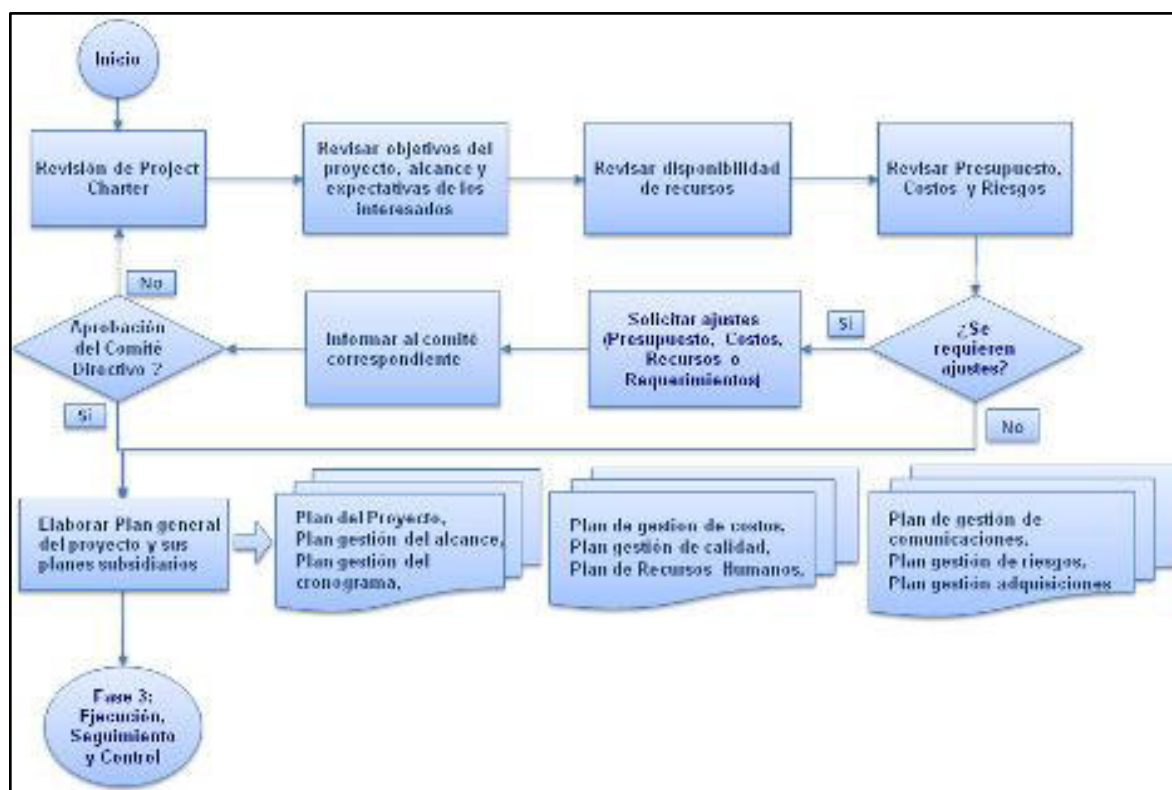 Inicio
Revisión de Project
Charter
Revisar objetivos del
proyecto, alcance y
expectativas de los
interesados
Revisar disponibilidad
de recursos
Revisar Presupuesto,
Costos y Riesgos
No
Aprobación
del Comité
Directivo ?
Informar al comité
correspondiente
Solicitar ajustes
(Presupuesto, Costos,
Recursos o
Requerimientos)
Si
¿Se
requieren
ajustes?
Si
No
Elaborar Plan general
del proyecto y sus
planes subsidiarios
Plan del Proyecto,
Plan gestión del alcance,
Plan gestión del
cronograma,
Plan de gestion de costos,
Plan gestión de calidad,
Plan de Recursos Humanos,
Plan de gestión de
comunicaciones,
Plan gestión de riesgos,
Plan gestión adquisiciones
Fase 3:
Ejecución,
Seguimiento
y Control